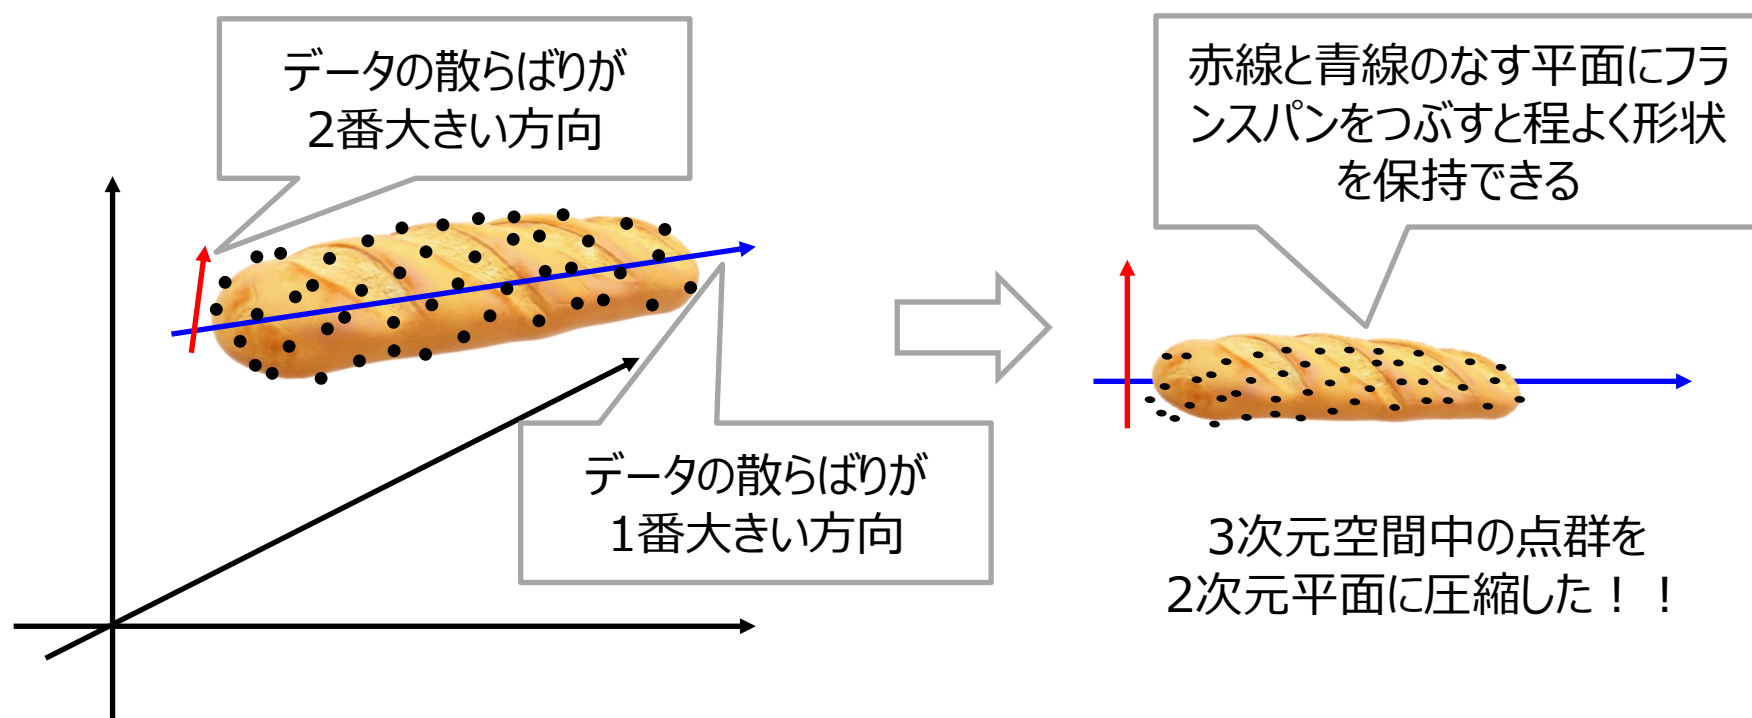 データの散らばりが
2番大きい方向
赤線と青線のなす平面にフラ
ンスパンをつぶすと程よく形状
を保持できる
データの散らばりが
1番大きい方向
3次元空間中の点群を
2次元平面に圧縮した！！